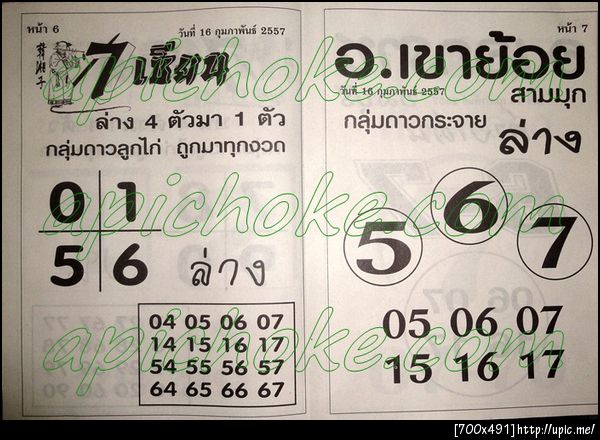 หน้า 6
วันที่ 16 กุมภาพันธ์ 2557
7 เซียน
ล่าง 4 ตัวมา 1 ตัว
กลุ่มดาวลูกไก่ ถูกมาทุกงวด
0 1
5 6 ล่าง
04 05 06 07
14 15 16 17
54 55 56 57
64 65 66 67
หน้า 7
อ.เขาย้อย
วันที่ 16 กุมภาพันธ์ 2557
สามมุก
กลุ่มดาวกระจาย ล่าง
5 6 7
05 06 07
15 16 17
apichoke.com
apichoke.com
apichoke.com
apichoke.com
[700x491]http://upic.me/